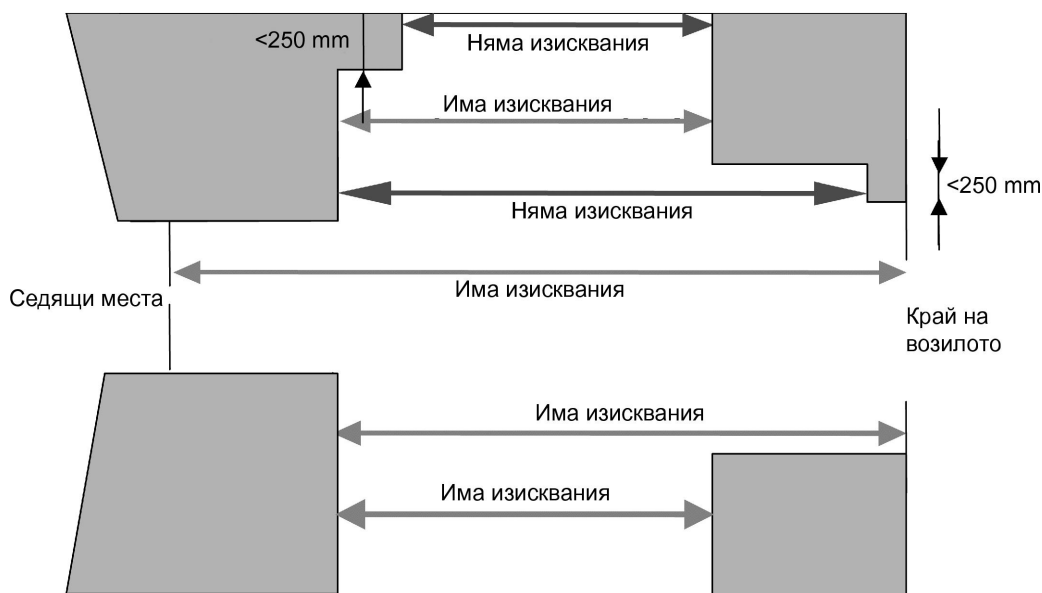 <250 mm
Няма изисквания
Има изисквания
<250 mm
Няма изисквания
Има изисквания
Седящи места
Край на
возилото
Има изисквания
Има изисквания